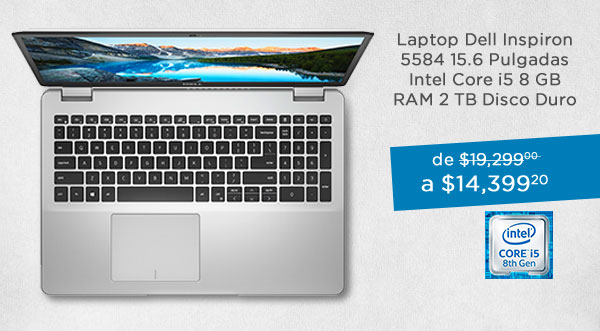 Laptop Dell Inspiron
5584 15.6 Pulgadas
Intel Core i5 8 GB
RAM 2 TB Disco Duro
de $19,299⁰⁰
a $14,399²⁰
intel
CORE i5
8th Gen